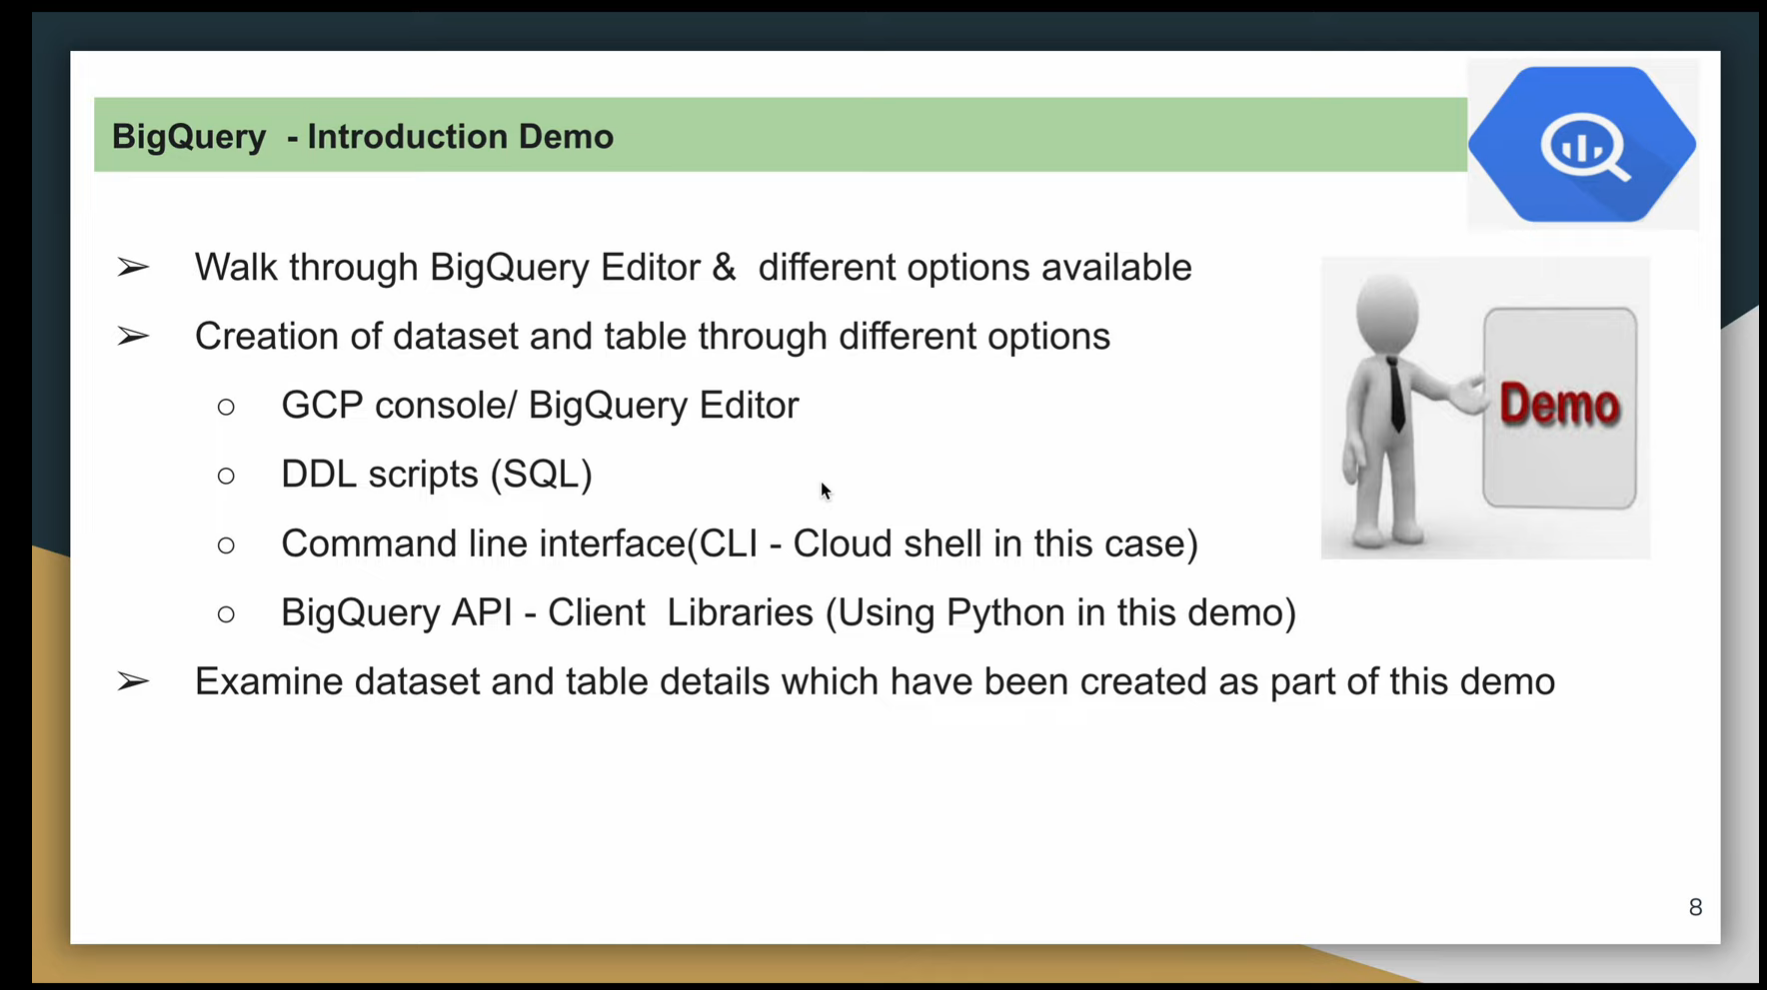 BigQuery  - Introduction Demo
➢ Walk through BigQuery Editor &  different options available
➢ Creation of dataset and table through different options
○ GCP console/ BigQuery Editor
○ DDL scripts (SQL)
○ Command line interface(CLI - Cloud shell in this case)
○ BigQuery API - Client  Libraries (Using Python in this demo)
➢ Examine dataset and table details which have been created as part of this demo
Demo
8